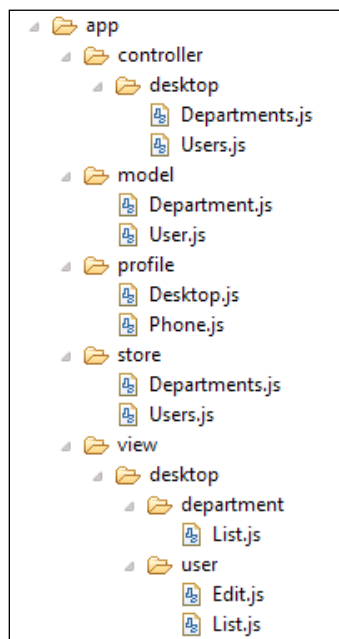 app
controller
desktop
Departments.js
Users.js
model
Department.js
User.js
profile
Desktop.js
Phone.js
store
Departments.js
Users.js
view
desktop
department
List.js
user
Edit.js
List.js